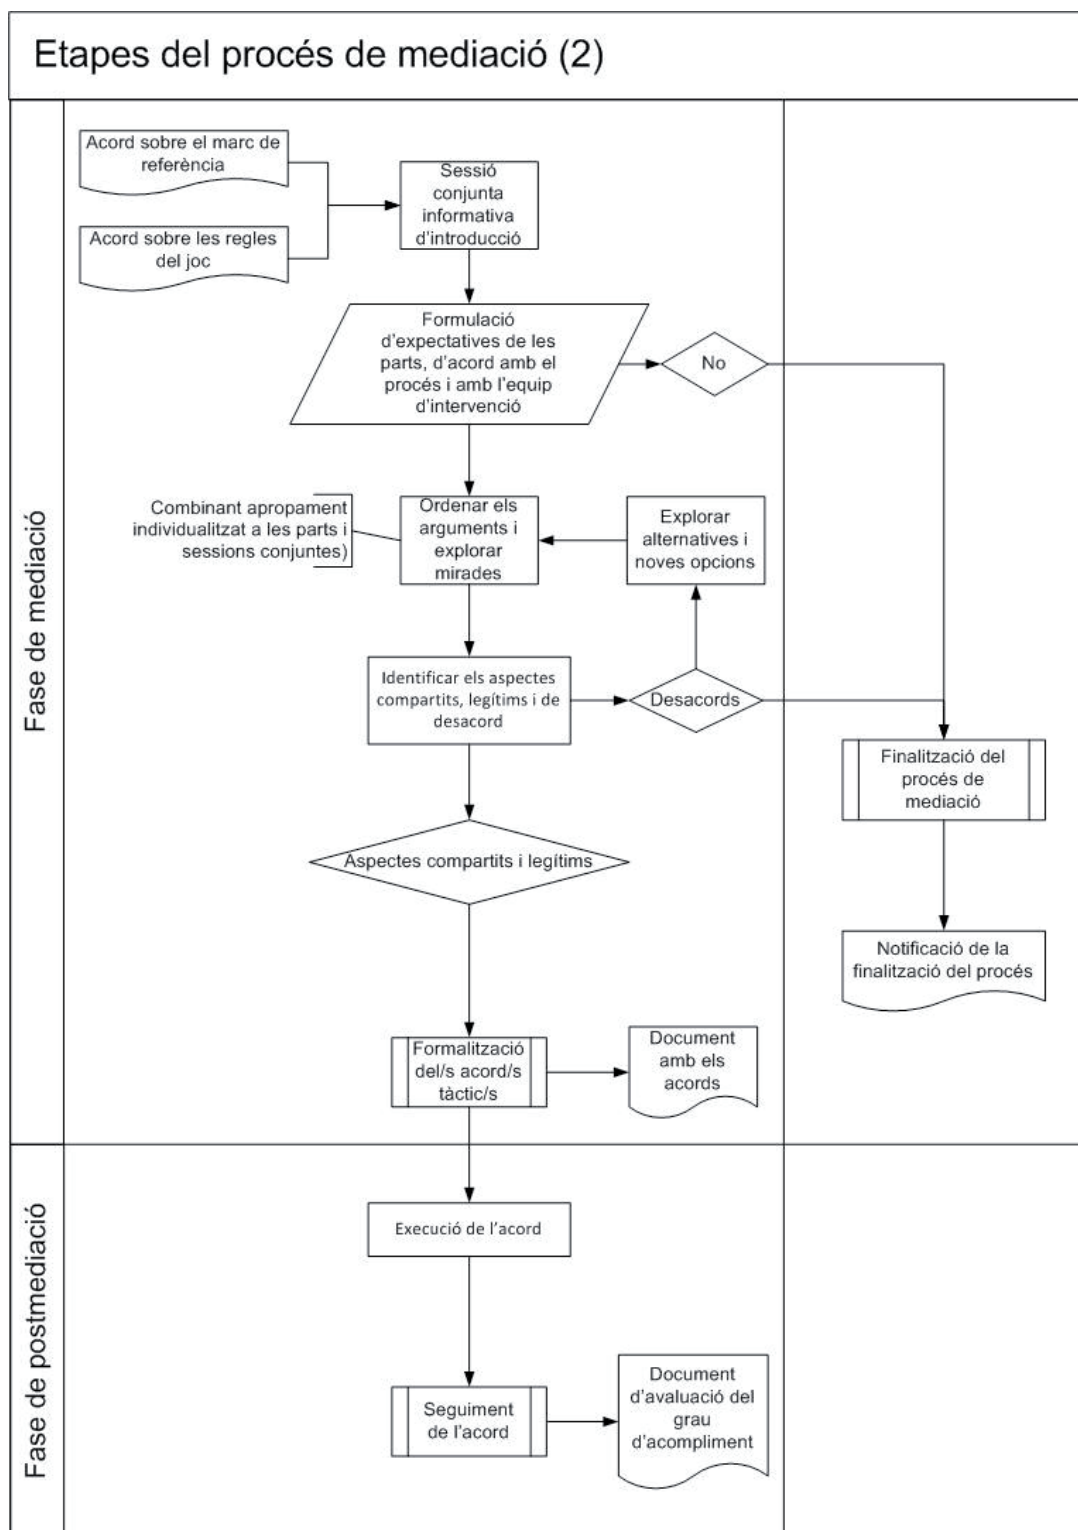 Etapes del procés de mediació (2)
Fase de mediació
Acord sobre el marc de
referència
Acord sobre les regles
del joc
Sessió
conjunta
informativa
d'introducció
Formulació
d'expectatives de les
parts, d'acord amb el
procés i amb l'equip
d'intervenció
No
Combinant apropament
individualitzat a les parts i
sessions conjuntes)
Ordenar els
arguments i
explorar
mirades
Explorar
alternatives i
noves opcions
Identificar els aspectes
compartits, legítims i de
desacord
Desacords
Finalització del
procés de
mediació
Aspectes compartits i legítims
Notificació de la
finalització del procés
Formalització
del/s acord/s
tàctic/s
Document
amb els
acords
Fase de postmediació
Execució de l'acord
Seguiment
de l'acord
Document
d'avaluació del
grau
d'acompliment